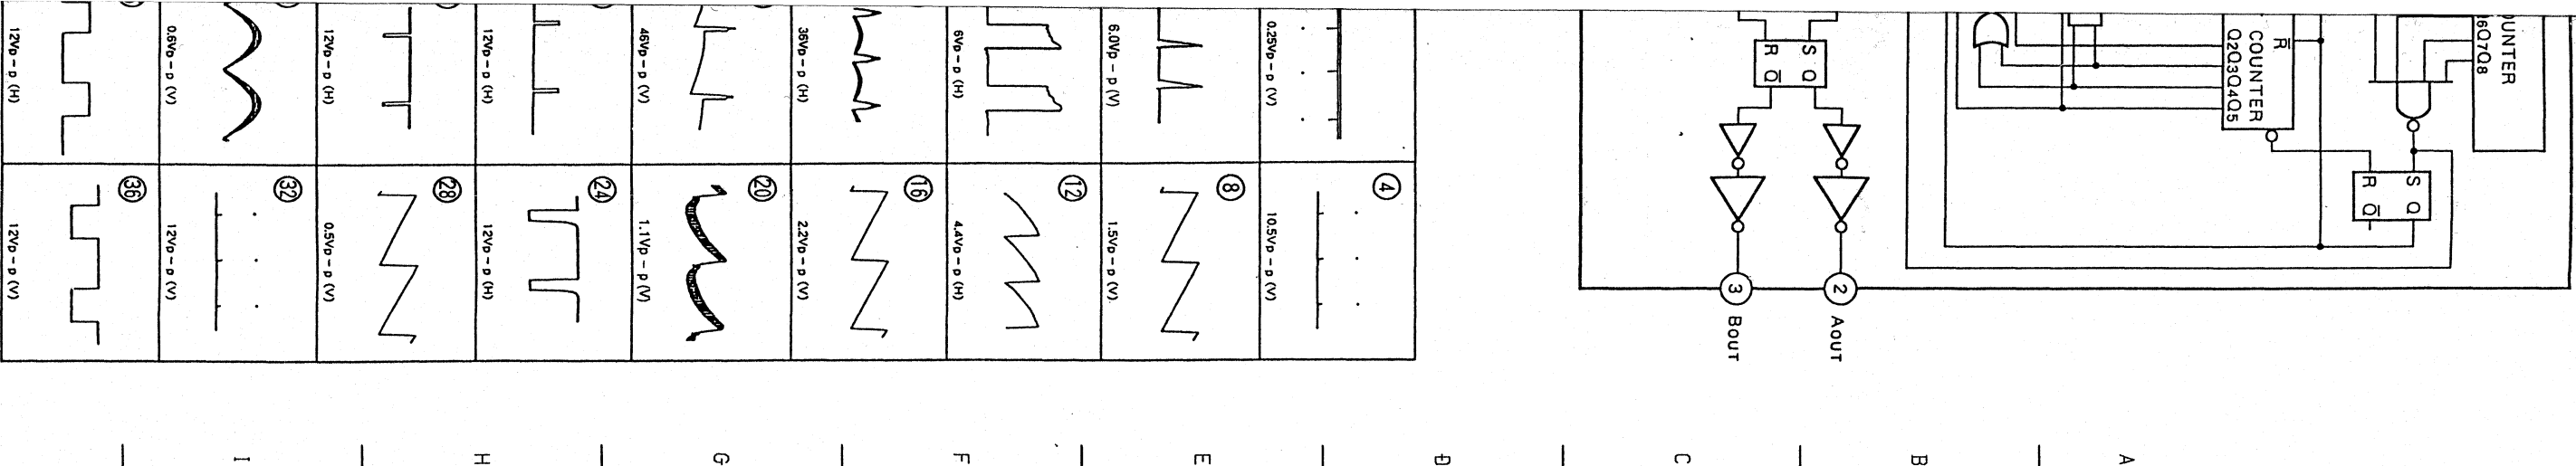 0.25Vp-p (V)
6.0Vp-p (V)
6Vp-p (H)
36Vp-p (H)
46Vp-p (V)
12Vp-p (H)
12Vp-p (H)
0.6Vp-p (V)
12Vp-p (H)
④
10.5Vp-p (V)
⑧
1.5Vp-p (V)
⑫
4.4Vp-p (H)
⑯
2.2Vp-p (V)
⑳
1.1Vp-p (V)
㉔
12Vp-p (H)
㉘
0.5Vp-p (V)
㉜
12Vp-p (V)
㊱
12Vp-p (V)
OUNTER
6Q7Q8
R̅
COUNTER
Q2Q3Q4Q5
S Q
R Q̅
S Q
R Q̅
②
AOUT
③
BOUT
A
B
C
D
E
F
G
H
I